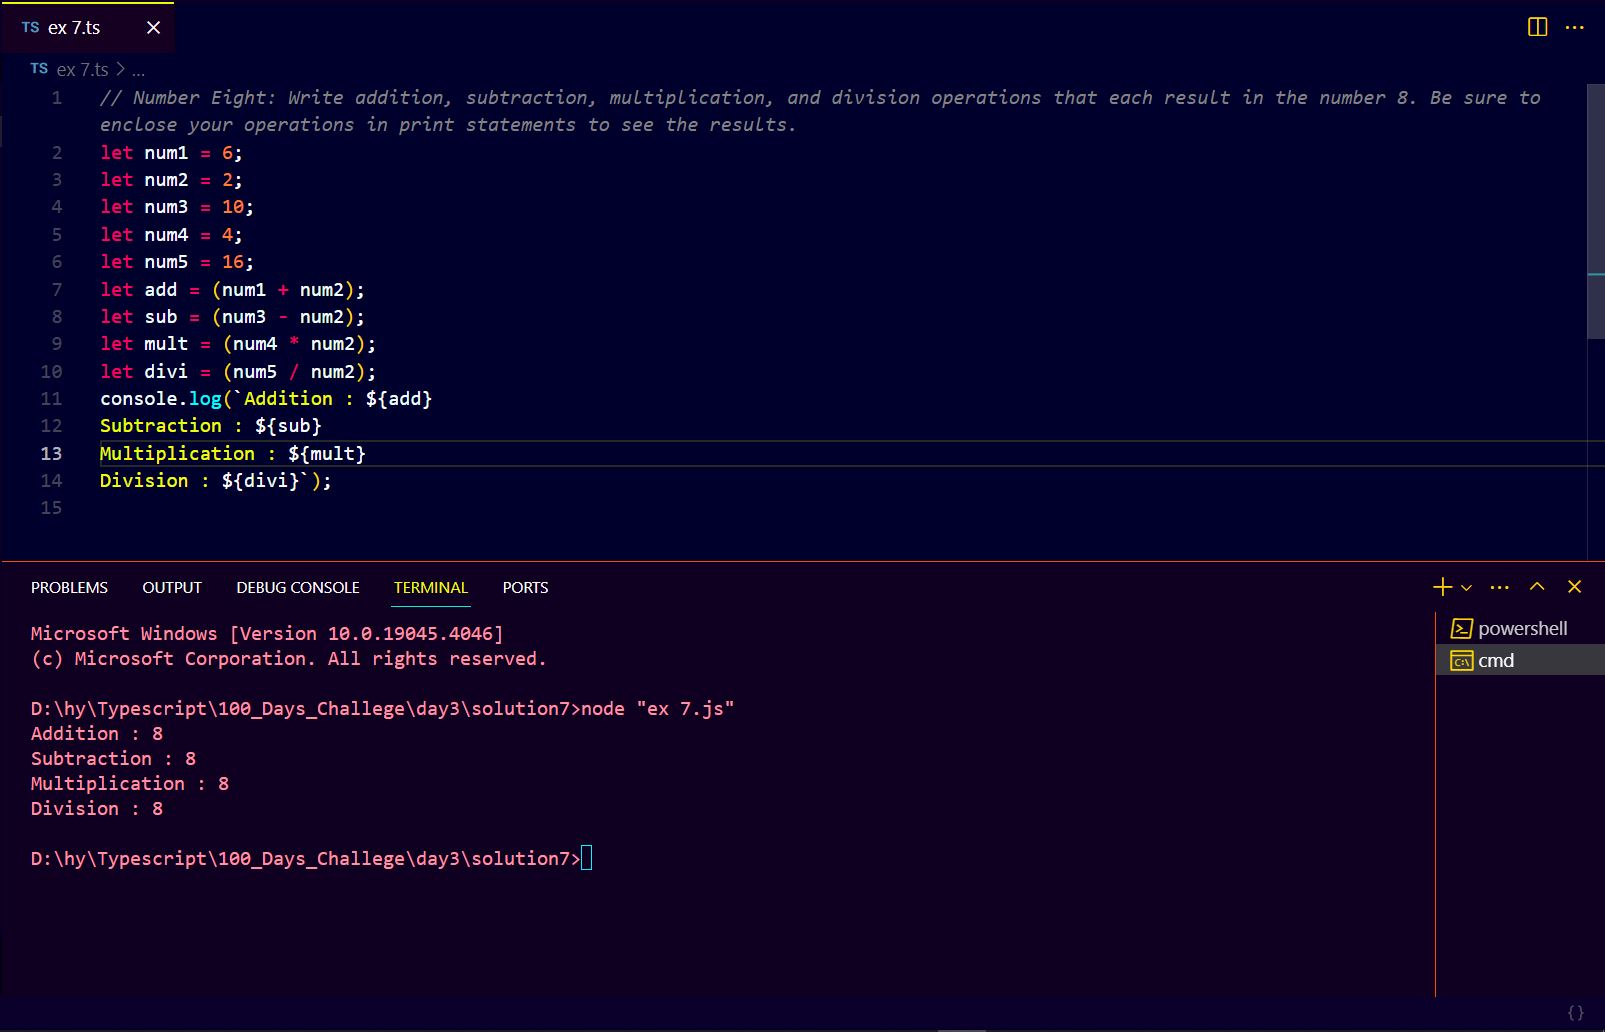 TS ex 7.ts
TS ex 7.ts > ...
1 // Number Eight: Write addition, subtraction, multiplication, and division operations that each result in the number 8. Be sure to
enclose your operations in print statements to see the results.
2 let num1 = 6;
3 let num2 = 2;
4 let num3 = 10;
5 let num4 = 4;
6 let num5 = 16;
7 let add = (num1 + num2);
8 let sub = (num3 - num2);
9 let mult = (num4 * num2);
10 let divi = (num5 / num2);
11 console.log(`Addition : ${add}
12 Subtraction : ${sub}
13 Multiplication : ${mult}
14 Division : ${divi}`);
15
PROBLEMS OUTPUT DEBUG CONSOLE TERMINAL PORTS
Microsoft Windows [Version 10.0.19045.4046]
(c) Microsoft Corporation. All rights reserved.
D:\hy\Typescript\100_Days_Challege\day3\solution7>node "ex 7.js"
Addition : 8
Subtraction : 8
Multiplication : 8
Division : 8
D:\hy\Typescript\100_Days_Challege\day3\solution7>
powershell
cmd
{}